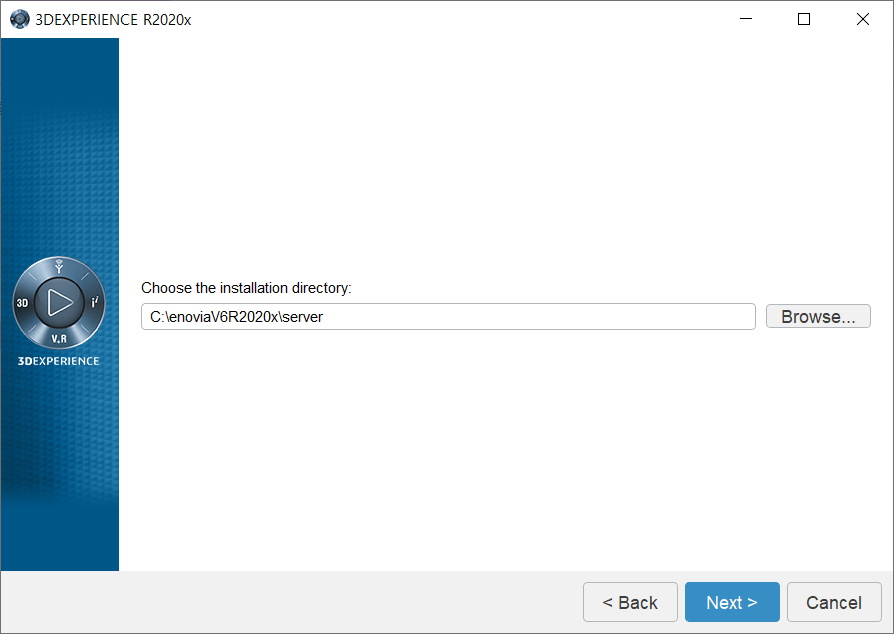 3DEXPERIENCE R2020x
3D
V.R
3DEXPERIENCE
Choose the installation directory:
C:\enoviaV6R2020x\server
Browse...
< Back
Next >
Cancel